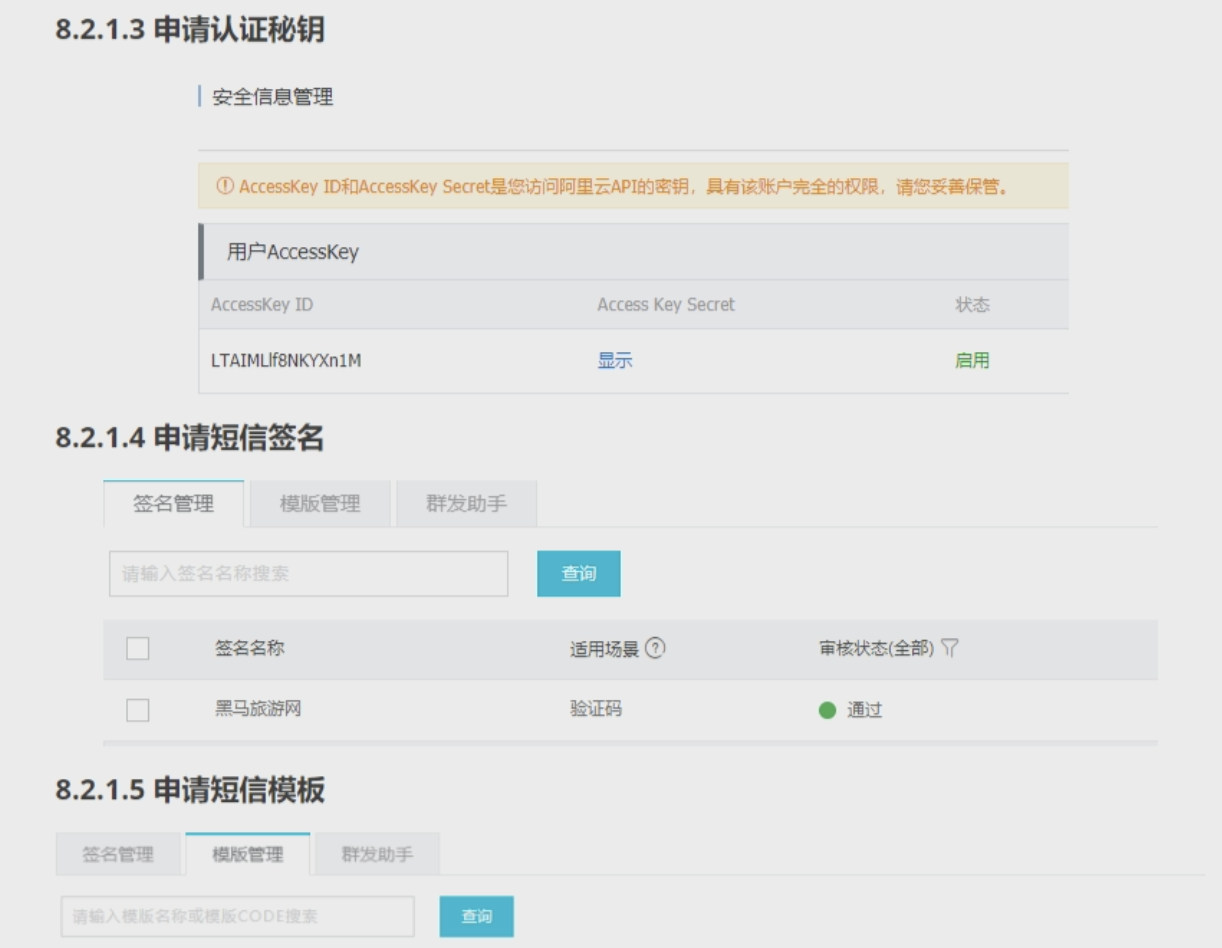 8.2.1.3 申请认证秘钥
安全信息管理
AccessKey ID和AccessKey Secret是您访问阿里云API的密钥，具有该账户完全的权限，请您妥善保管。
用户AccessKey
AccessKey ID Access Key Secret 状态
LTAIMLlf8NKYXn1M 显示 启用
8.2.1.4 申请短信签名
签名管理 模版管理 群发助手
请输入签名名称搜索 查询
签名名称 适用场景 ? 审核状态(全部)
黑马旅游网 验证码 通过
8.2.1.5 申请短信模板
签名管理 模版管理 群发助手
请输入模版名称或模版CODE搜索 查询